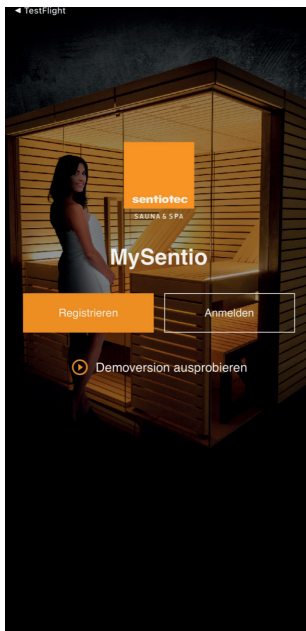 ◀ TestFlight
sentiotec
SAUNA & SPA
MySentio
Registrieren
Anmelden
Demoversion ausprobieren